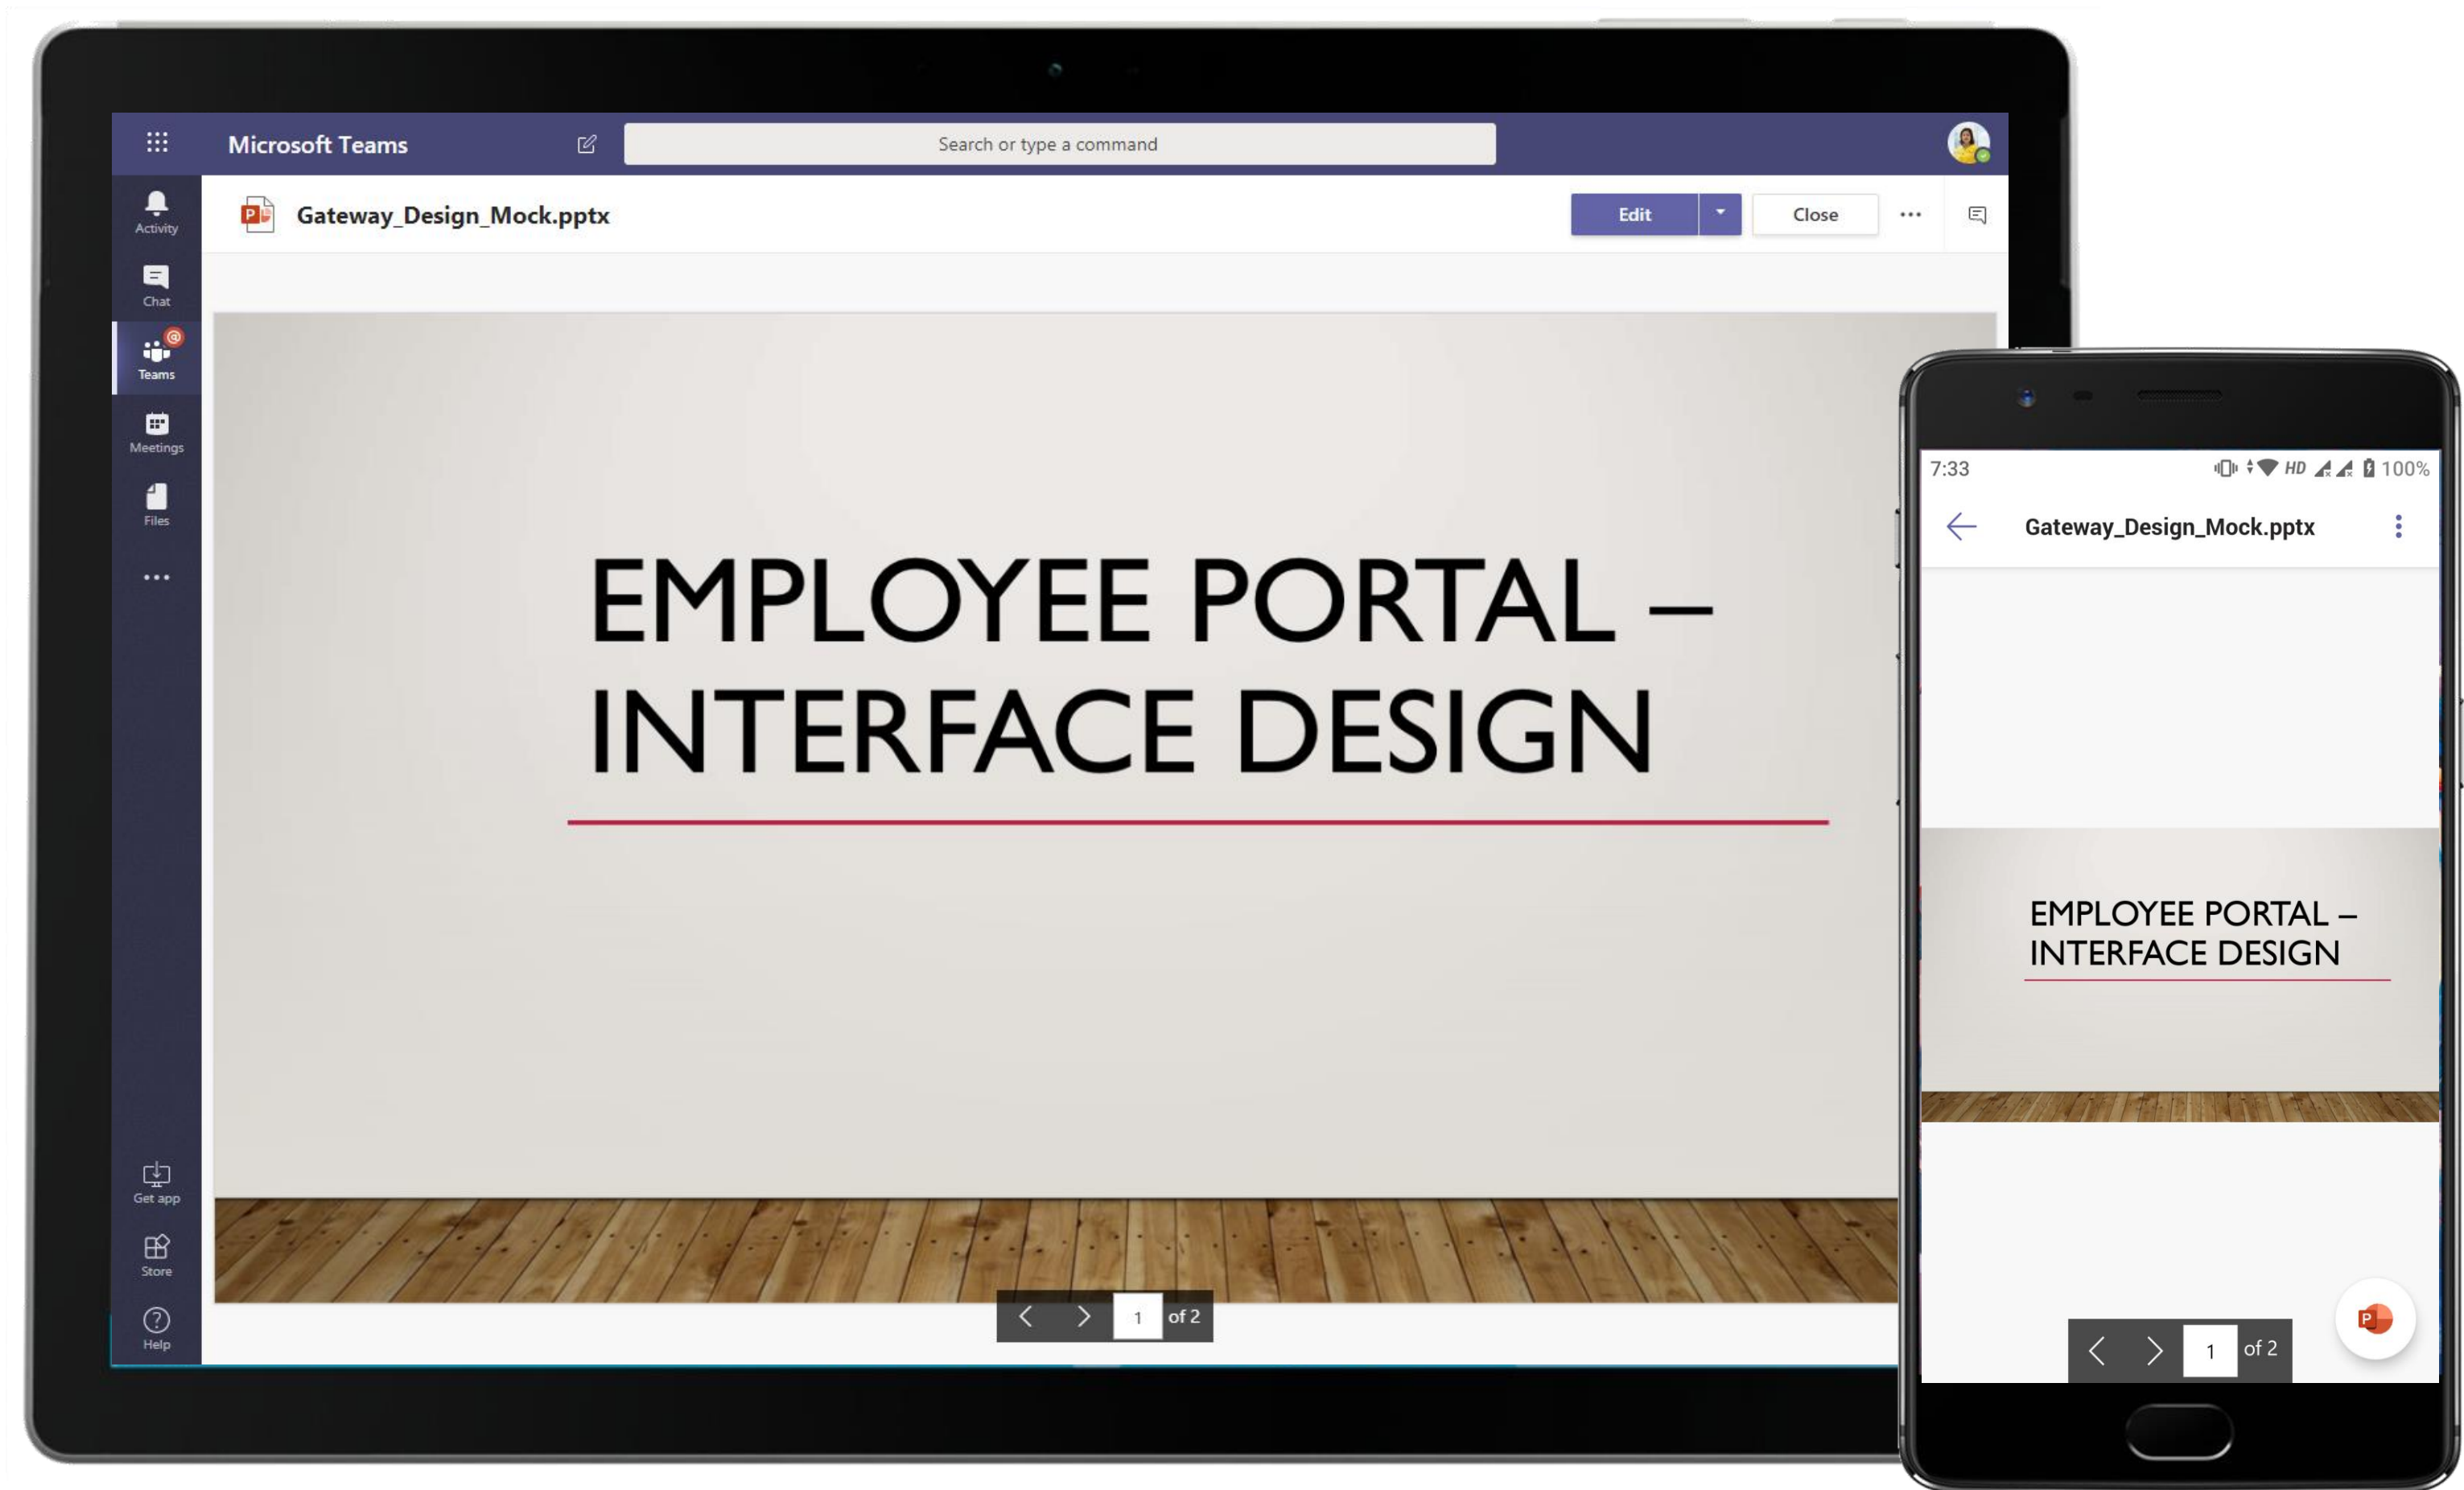 Microsoft Teams
Search or type a command
Activity
Chat
Teams
Meetings
Files
Get app
Store
Help
Gateway_Design_Mock.pptx
Edit
Close
EMPLOYEE PORTAL –
INTERFACE DESIGN
1 of 2
7:33 HD 100%
Gateway_Design_Mock.pptx
EMPLOYEE PORTAL –
INTERFACE DESIGN
1 of 2